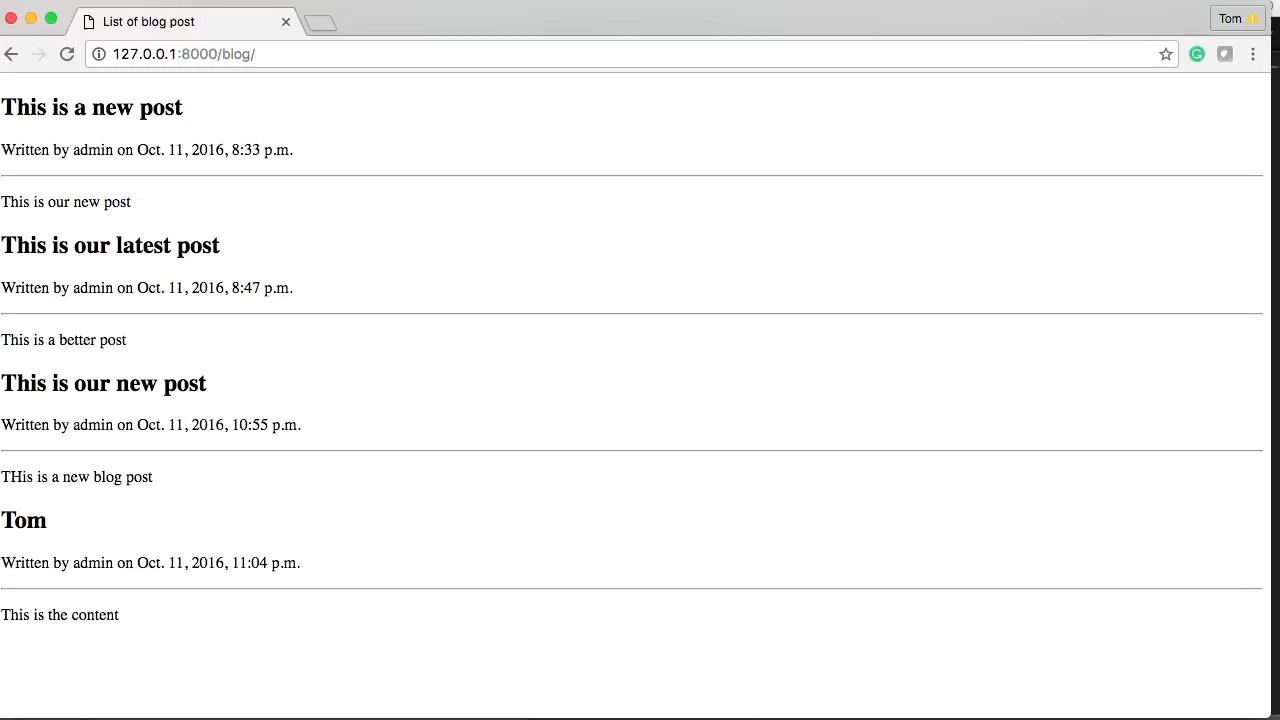 List of blog post
Tom
127.0.0.1:8000/blog/
This is a new post
Written by admin on Oct. 11, 2016, 8:33 p.m.
This is our new post
This is our latest post
Written by admin on Oct. 11, 2016, 8:47 p.m.
This is a better post
This is our new post
Written by admin on Oct. 11, 2016, 10:55 p.m.
THis is a new blog post
Tom
Written by admin on Oct. 11, 2016, 11:04 p.m.
This is the content